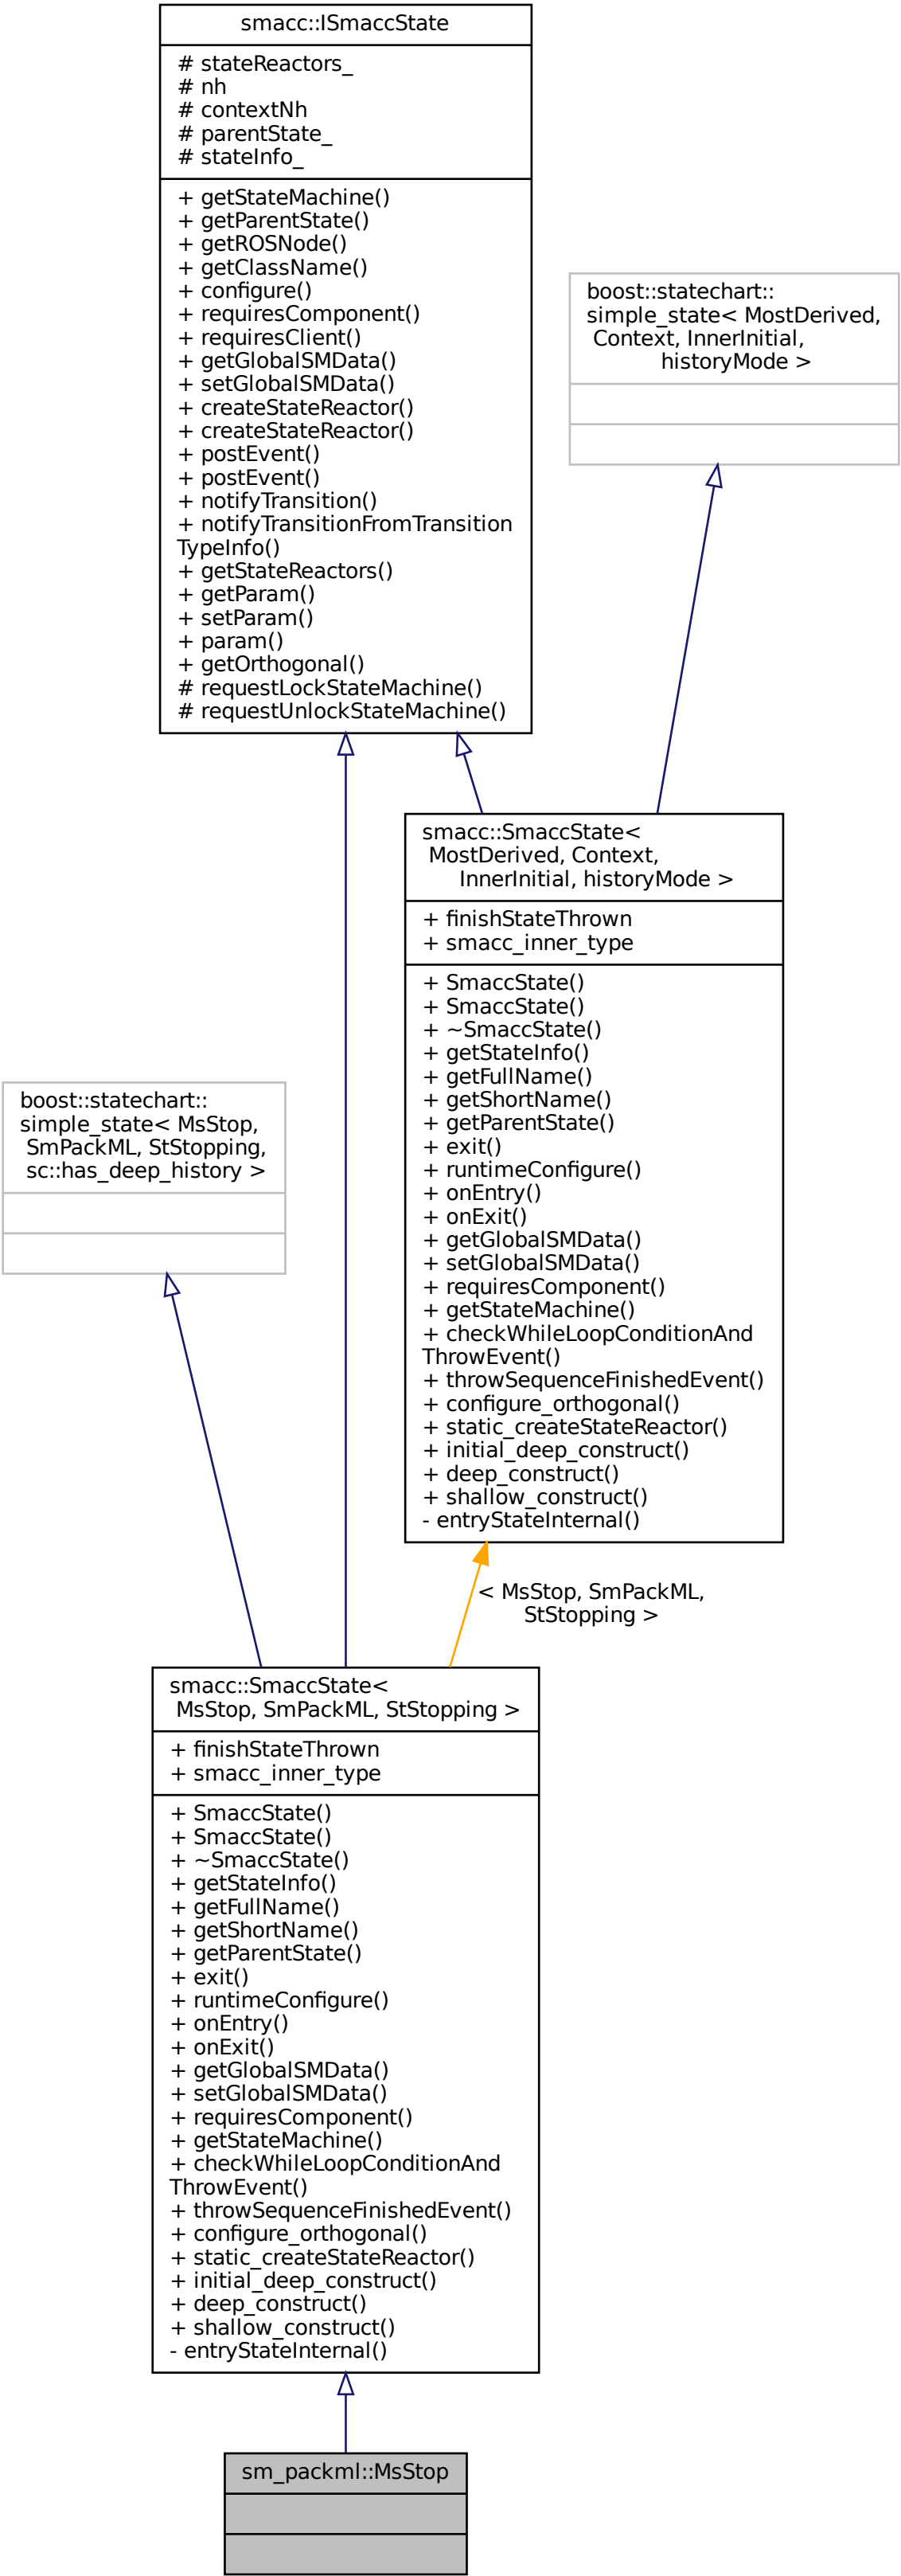 smacc::ISmaccState
# stateReactors_
# nh
# contextNh
# parentState_
# stateInfo_
+ getStateMachine()
+ getParentState()
+ getROSNode()
+ getClassName()
+ configure()
+ requiresComponent()
+ requiresClient()
+ getGlobalSMData()
+ setGlobalSMData()
+ createStateReactor()
+ createStateReactor()
+ postEvent()
+ postEvent()
+ notifyTransition()
+ notifyTransitionFromTransition
TypeInfo()
+ getStateReactors()
+ getParam()
+ setParam()
+ param()
+ getOrthogonal()
# requestLockStateMachine()
# requestUnlockStateMachine()
boost::statechart::
simple_state< MostDerived,
Context, InnerInitial,
historyMode >
smacc::SmaccState<
MostDerived, Context,
InnerInitial, historyMode >
+ finishStateThrown
+ smacc_inner_type
+ SmaccState()
+ SmaccState()
+ ~SmaccState()
+ getStateInfo()
+ getFullName()
+ getShortName()
+ getParentState()
+ exit()
+ runtimeConfigure()
+ onEntry()
+ onExit()
+ getGlobalSMData()
+ setGlobalSMData()
+ requiresComponent()
+ getStateMachine()
+ checkWhileLoopConditionAnd
ThrowEvent()
+ throwSequenceFinishedEvent()
+ configure_orthogonal()
+ static_createStateReactor()
+ initial_deep_construct()
+ deep_construct()
+ shallow_construct()
- entryStateInternal()
boost::statechart::
simple_state< MsStop,
SmPackML, StStopping,
sc::has_deep_history >
< MsStop, SmPackML,
StStopping >
smacc::SmaccState<
MsStop, SmPackML, StStopping >
+ finishStateThrown
+ smacc_inner_type
+ SmaccState()
+ SmaccState()
+ ~SmaccState()
+ getStateInfo()
+ getFullName()
+ getShortName()
+ getParentState()
+ exit()
+ runtimeConfigure()
+ onEntry()
+ onExit()
+ getGlobalSMData()
+ setGlobalSMData()
+ requiresComponent()
+ getStateMachine()
+ checkWhileLoopConditionAnd
ThrowEvent()
+ throwSequenceFinishedEvent()
+ configure_orthogonal()
+ static_createStateReactor()
+ initial_deep_construct()
+ deep_construct()
+ shallow_construct()
- entryStateInternal()
sm_packml::MsStop